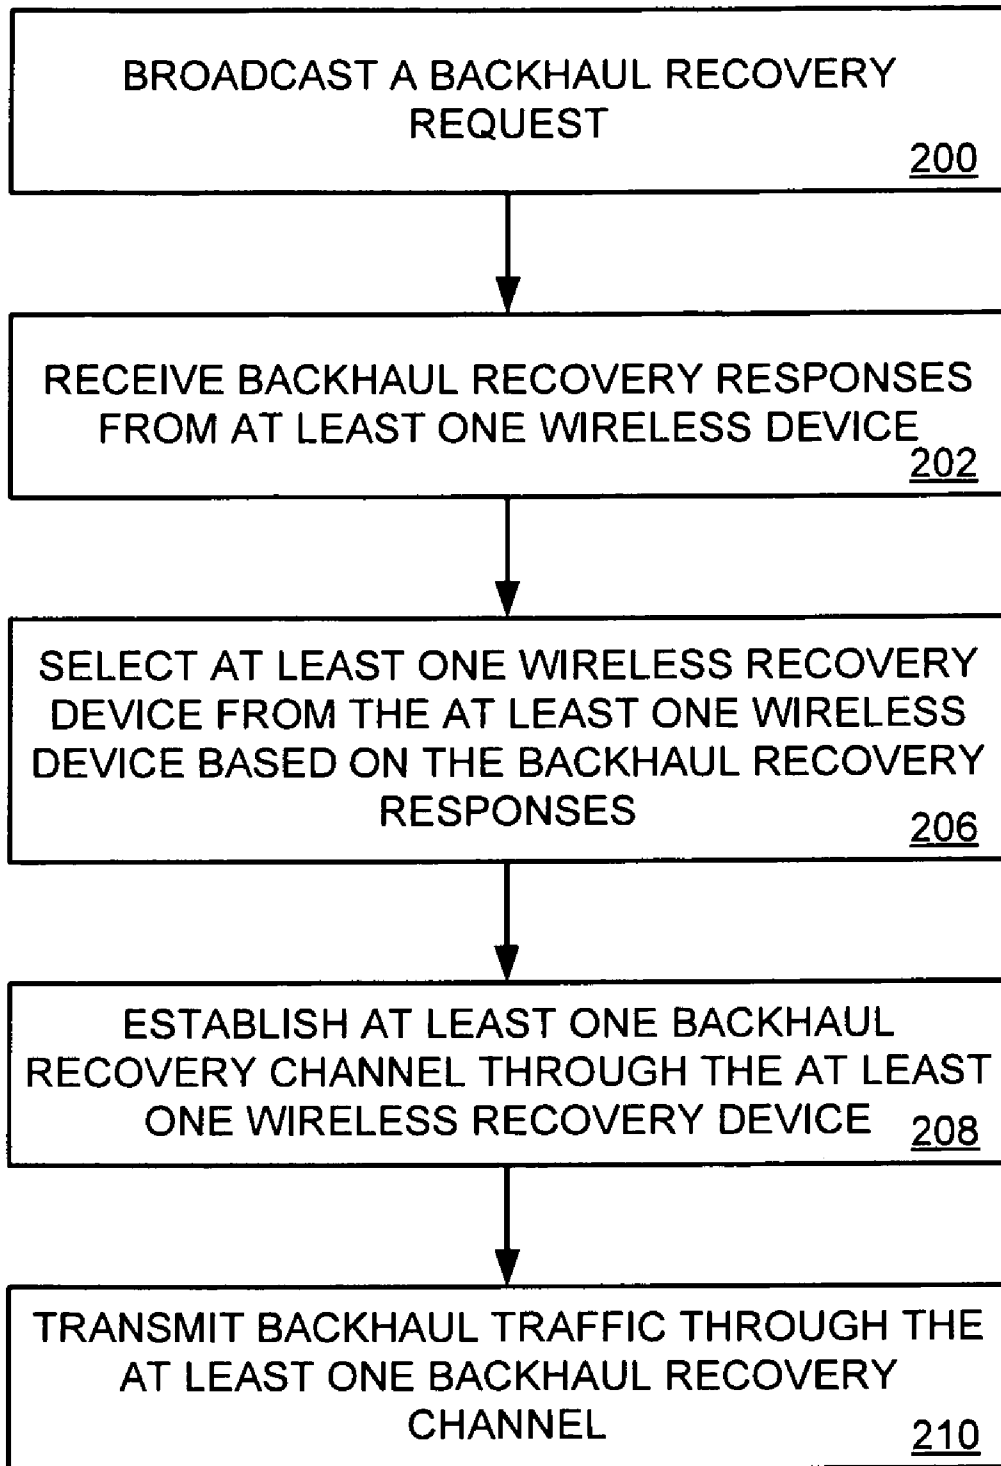 BROADCAST A BACKHAUL RECOVERY
REQUEST
200
RECEIVE BACKHAUL RECOVERY RESPONSES
FROM AT LEAST ONE WIRELESS DEVICE
202
SELECT AT LEAST ONE WIRELESS RECOVERY
DEVICE FROM THE AT LEAST ONE WIRELESS
DEVICE BASED ON THE BACKHAUL RECOVERY
RESPONSES
206
ESTABLISH AT LEAST ONE BACKHAUL
RECOVERY CHANNEL THROUGH THE AT LEAST
ONE WIRELESS RECOVERY DEVICE
208
TRANSMIT BACKHAUL TRAFFIC THROUGH THE
AT LEAST ONE BACKHAUL RECOVERY
CHANNEL
210